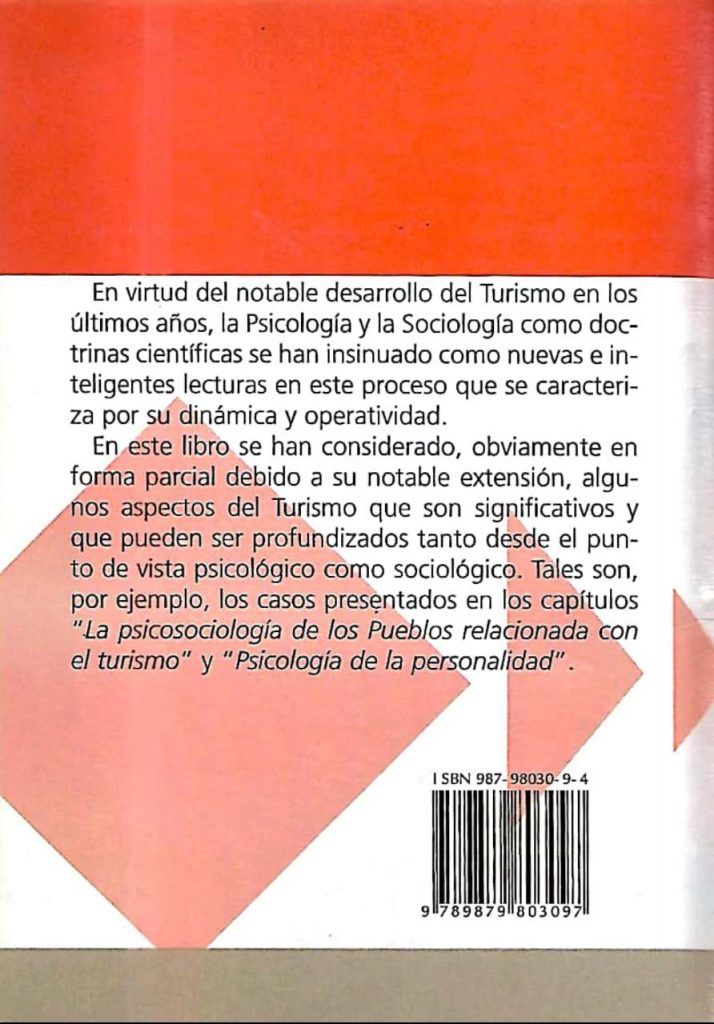 En virtud del notable desarrollo del Turismo en los
últimos años, la Psicología y la Sociología como doc-
trinas científicas se han insinuado como nuevas e in-
teligentes lecturas en este proceso que se caracteri-
za por su dinámica y operatividad.
En este libro se han considerado, obviamente en
forma parcial debido a su notable extensión, algu-
nos aspectos del Turismo que son significativos y
que pueden ser profundizados tanto desde el pun-
to de vista psicológico como sociológico. Tales son,
por ejemplo, los casos presentados en los capítulos
"La psicosociología de los Pueblos relacionada con
el turismo" y "Psicología de la personalidad".
ISBN 987-98030-9-4
9 789879 803097